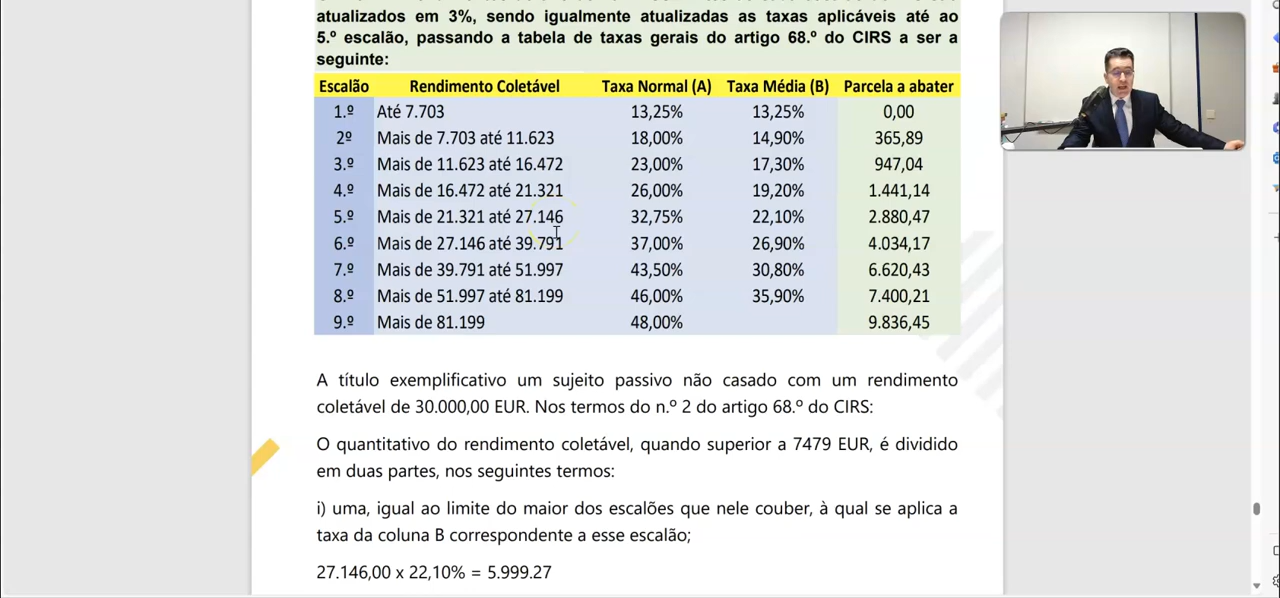 atualizados em 3%, sendo igualmente atualizadas as taxas aplicáveis até ao
5.º escalão, passando a tabela de taxas gerais do artigo 68.º do CIRS a ser a
seguinte:
Escalão Rendimento Coletável Taxa Normal (A) Taxa Média (B) Parcela a abater
1.º Até 7.703 13,25% 13,25% 0,00
2º Mais de 7.703 até 11.623 18,00% 14,90% 365,89
3.º Mais de 11.623 até 16.472 23,00% 17,30% 947,04
4.º Mais de 16.472 até 21.321 26,00% 19,20% 1.441,14
5.º Mais de 21.321 até 27.146 32,75% 22,10% 2.880,47
6.º Mais de 27.146 até 39.791 37,00% 26,90% 4.034,17
7.º Mais de 39.791 até 51.997 43,50% 30,80% 6.620,43
8.º Mais de 51.997 até 81.199 46,00% 35,90% 7.400,21
9.º Mais de 81.199 48,00% 9.836,45
A título exemplificativo um sujeito passivo não casado com um rendimento
coletável de 30.000,00 EUR. Nos termos do n.º 2 do artigo 68.º do CIRS:
O quantitativo do rendimento coletável, quando superior a 7479 EUR, é dividido
em duas partes, nos seguintes termos:
i) uma, igual ao limite do maior dos escalões que nele couber, à qual se aplica a
taxa da coluna B correspondente a esse escalão;
27.146,00 x 22,10% = 5.999.27